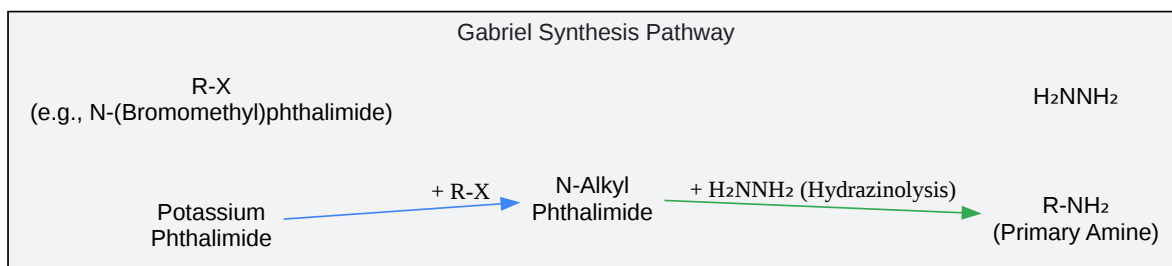 Gabriel Synthesis Pathway
R-X
(e.g., N-(Bromomethyl)phthalimide)
H₂NNH₂
+ R-X
N-Alkyl
Phthalimide
+ H₂NNH₂ (Hydrazinolysis)
Potassium
Phthalimide
R-NH₂
(Primary Amine)